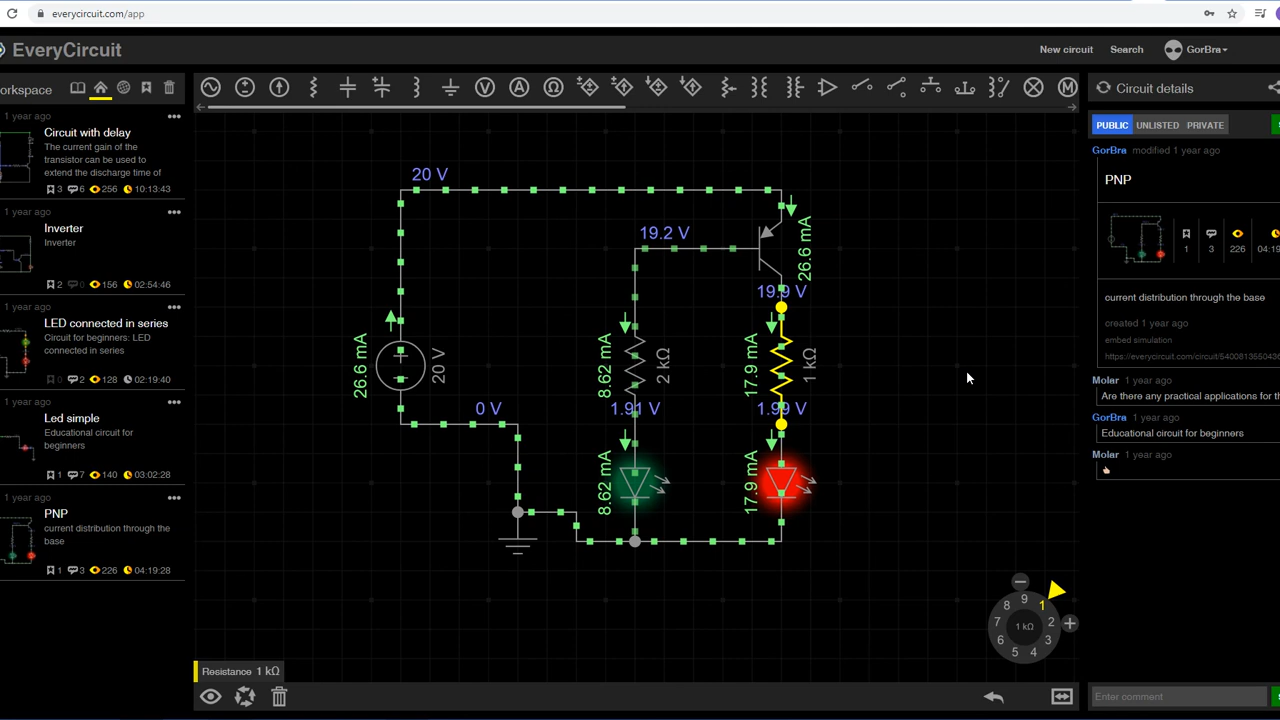 everycircuit.com/app
EveryCircuit
New circuit
Search
GorBra
orkspace
Circuit details
1 year ago
Circuit with delay
The current gain of the
transistor can be used to
extend the discharge time of
3 6 256 10:13:43
1 year ago
Inverter
Inverter
2 0 156 02:54:46
1 year ago
LED connected in series
Circuit for beginners: LED
connected in series
0 2 128 02:19:40
1 year ago
Led simple
Educational circuit for
beginners
1 7 140 03:02:28
1 year ago
PNP
current distribution through the
base
1 3 226 04:19:28
20 V
19.2 V
26.6 mA
19.9 V
26.6 mA
20 V
8.62 mA
2 kΩ
17.9 mA
1 kΩ
0 V
1.91 V
1.99 V
8.62 mA
17.9 mA
9
8 1
7 1 kΩ 2
6 3
5 4
Resistance 1 kΩ
PUBLIC UNLISTED PRIVATE
GorBra modified 1 year ago
PNP
1 3 226 04:19
current distribution through the base
created 1 year ago
embed simulation
https://everycircuit.com/circuit/5400813650436
Molar 1 year ago
Are there any practical applications for th
GorBra 1 year ago
Educational circuit for beginners
Molar 1 year ago
Enter comment